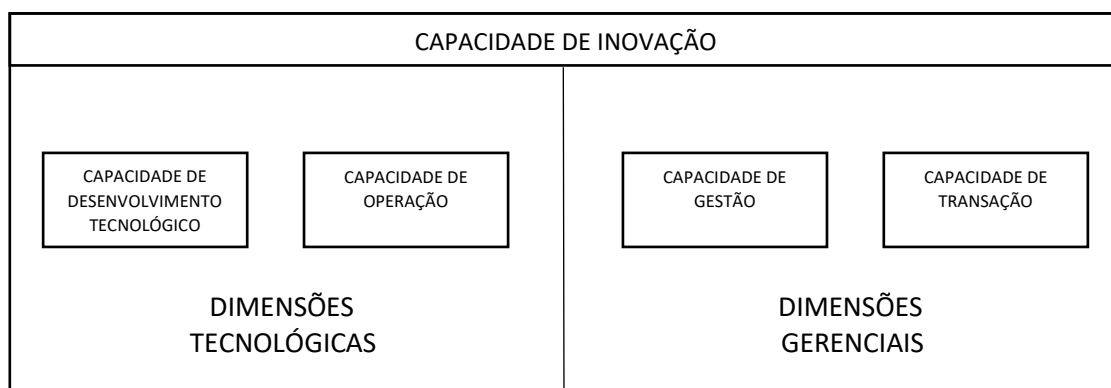 CAPACIDADE DE INOVAÇÃO
CAPACIDADE DE
DESENVOLVIMENTO
TECNOLÓGICO
CAPACIDADE DE
OPERAÇÃO
CAPACIDADE DE
GESTÃO
CAPACIDADE DE
TRANSAÇÃO
DIMENSÕES
TECNOLÓGICAS
DIMENSÕES
GERENCIAIS